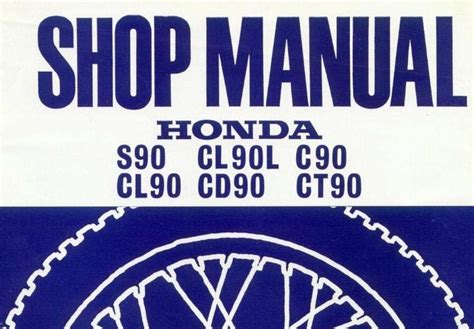 SHOP MANUAL
HONDA
S90 CL90L C90
CL90 CD90 CT90